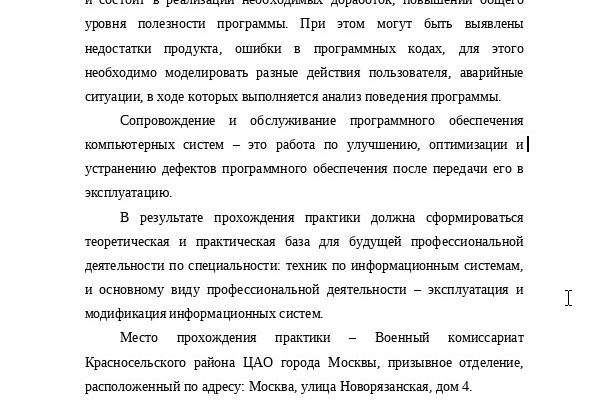 и состоит в реализации необходимых доработок, повышении общего
уровня полезности программы. При этом могут быть выявлены
недостатки продукта, ошибки в программных кодах, для этого
необходимо моделировать разные действия пользователя, аварийные
ситуации, в ходе которых выполняется анализ поведения программы.
Сопровождение и обслуживание программного обеспечения
компьютерных систем – это работа по улучшению, оптимизации и
устранению дефектов программного обеспечения после передачи его в
эксплуатацию.
В результате прохождения практики должна сформироваться
теоретическая и практическая база для будущей профессиональной
деятельности по специальности: техник по информационным системам,
и основному виду профессиональной деятельности – эксплуатация и
модификация информационных систем.
Место прохождения практики – Военный комиссариат
Красносельского района ЦАО города Москвы, призывное отделение,
расположенный по адресу: Москва, улица Новорязанская, дом 4.